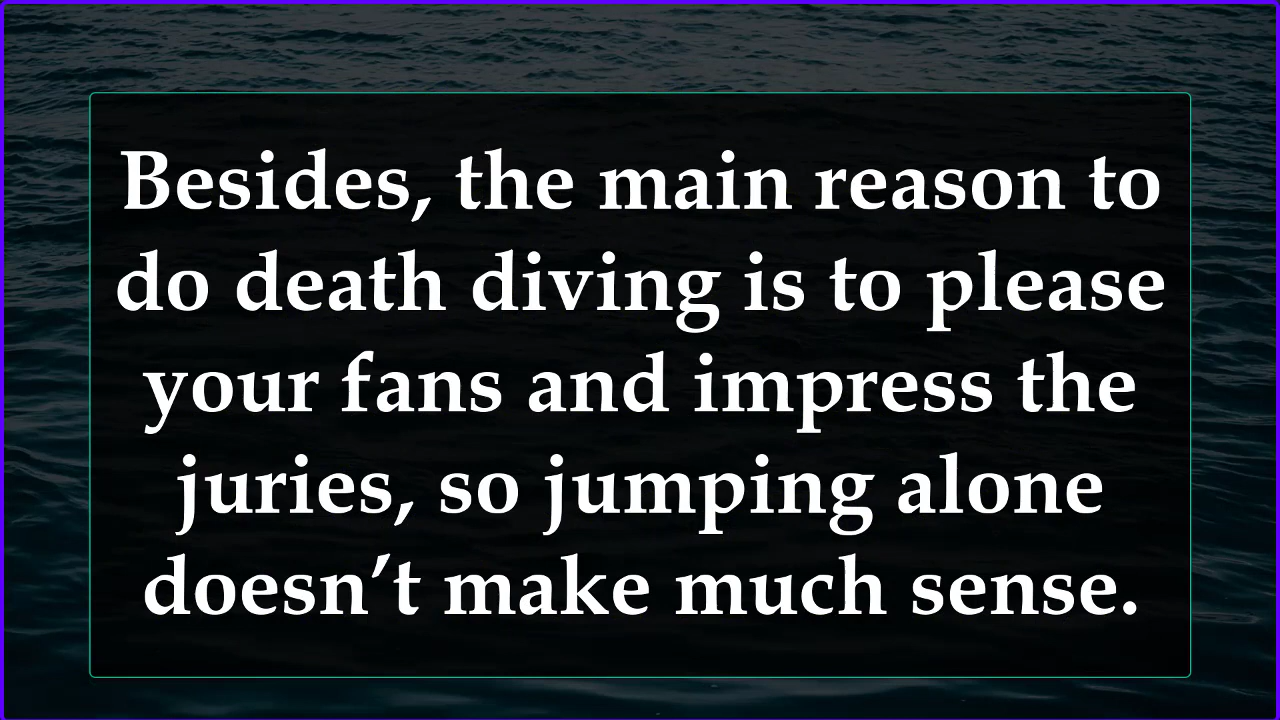 Besides, the main reason to
do death diving is to please
your fans and impress the
juries, so jumping alone
doesn’t make much sense.